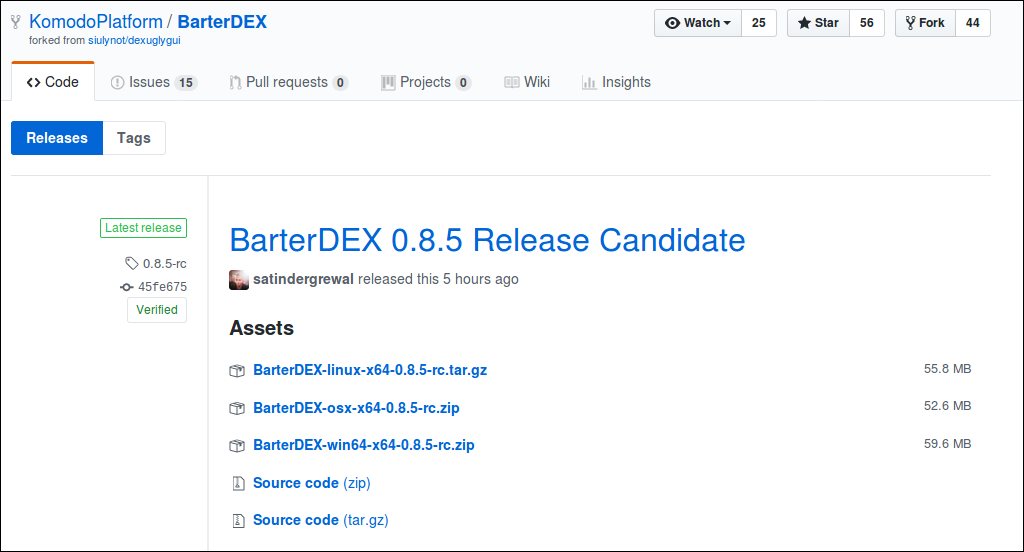 KomodoPlatform / BarterDEX
Watch 25 Star 56 Fork 44
forked from siulynot/dexuglygui
Code Issues 15 Pull requests 0 Projects 0 Wiki Insights
Releases Tags
Latest release
0.8.5-rc
45fe675
Verified
BarterDEX 0.8.5 Release Candidate
satindergrewal released this 5 hours ago
Assets
BarterDEX-linux-x64-0.8.5-rc.tar.gz 55.8 MB
BarterDEX-osx-x64-0.8.5-rc.zip 52.6 MB
BarterDEX-win64-x64-0.8.5-rc.zip 59.6 MB
Source code (zip)
Source code (tar.gz)